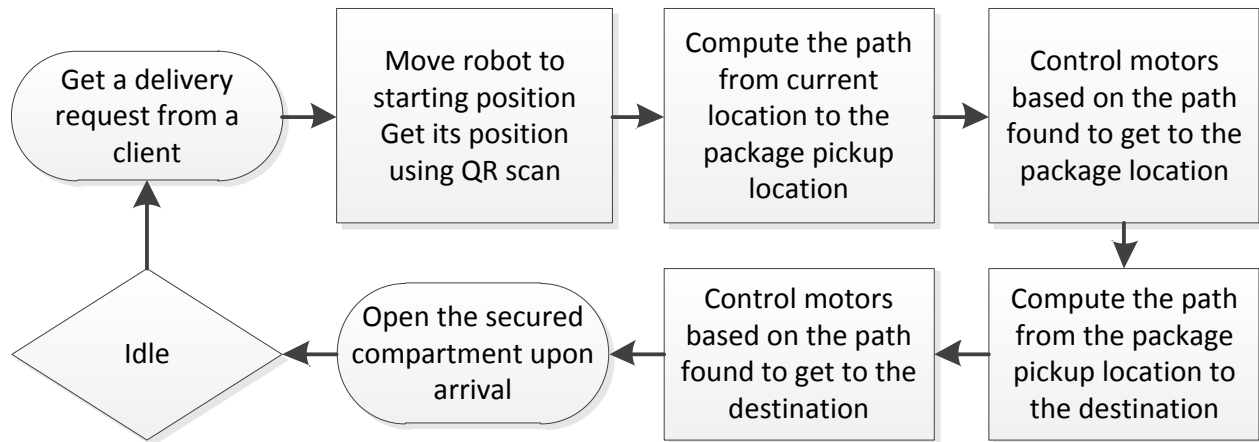 Get a delivery
request from a
client
Move robot to
starting position
Get its position
using QR scan
Compute the path
from current
location to the
package pickup
location
Control motors
based on the path
found to get to the
package location
Compute the path
from the package
pickup location to
the destination
Control motors
based on the path
found to get to the
destination
Open the secured
compartment upon
arrival
Idle